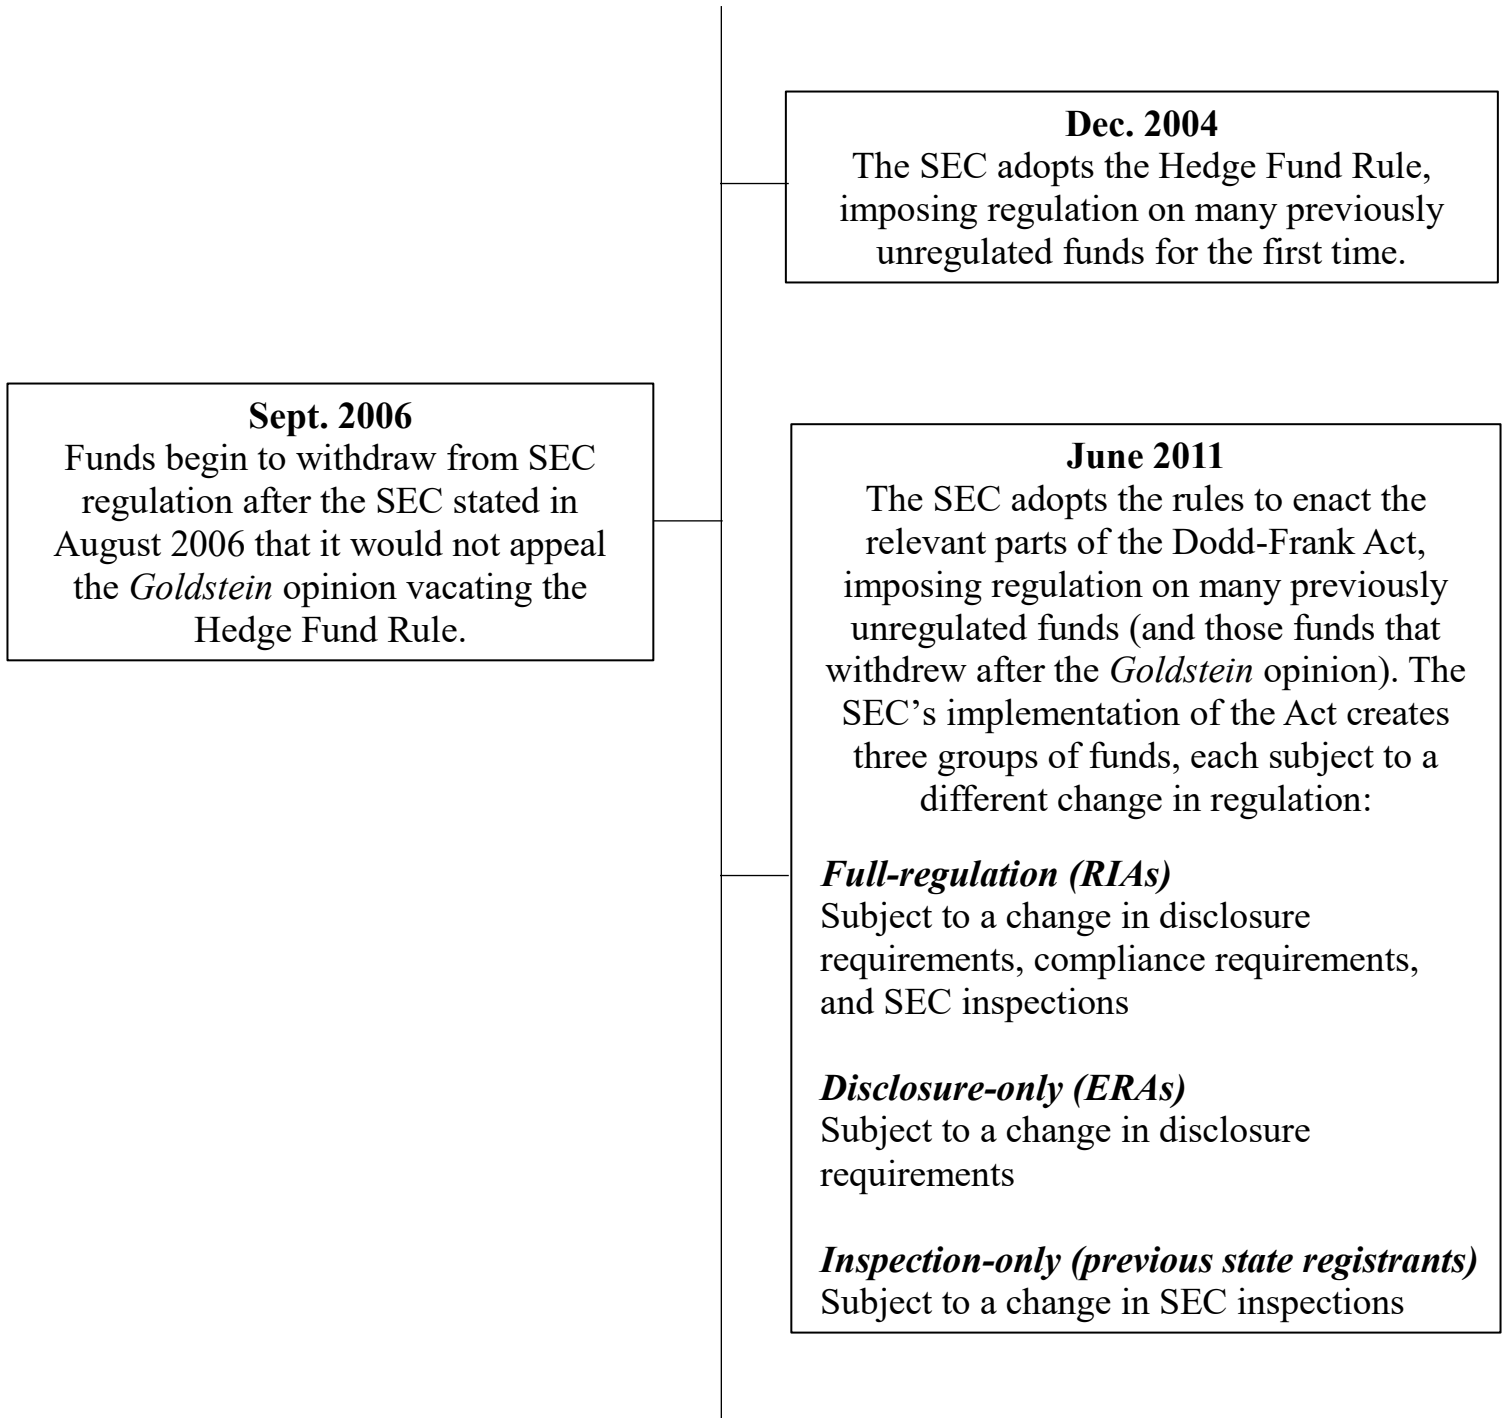 Dec. 2004
The SEC adopts the Hedge Fund Rule,
imposing regulation on many previously
unregulated funds for the first time.
Sept. 2006
Funds begin to withdraw from SEC
regulation after the SEC stated in
August 2006 that it would not appeal
the Goldstein opinion vacating the
Hedge Fund Rule.
June 2011
The SEC adopts the rules to enact the
relevant parts of the Dodd-Frank Act,
imposing regulation on many previously
unregulated funds (and those funds that
withdrew after the Goldstein opinion). The
SEC’s implementation of the Act creates
three groups of funds, each subject to a
different change in regulation:
Full-regulation (RIAs)
Subject to a change in disclosure
requirements, compliance requirements,
and SEC inspections
Disclosure-only (ERAs)
Subject to a change in disclosure
requirements
Inspection-only (previous state registrants)
Subject to a change in SEC inspections